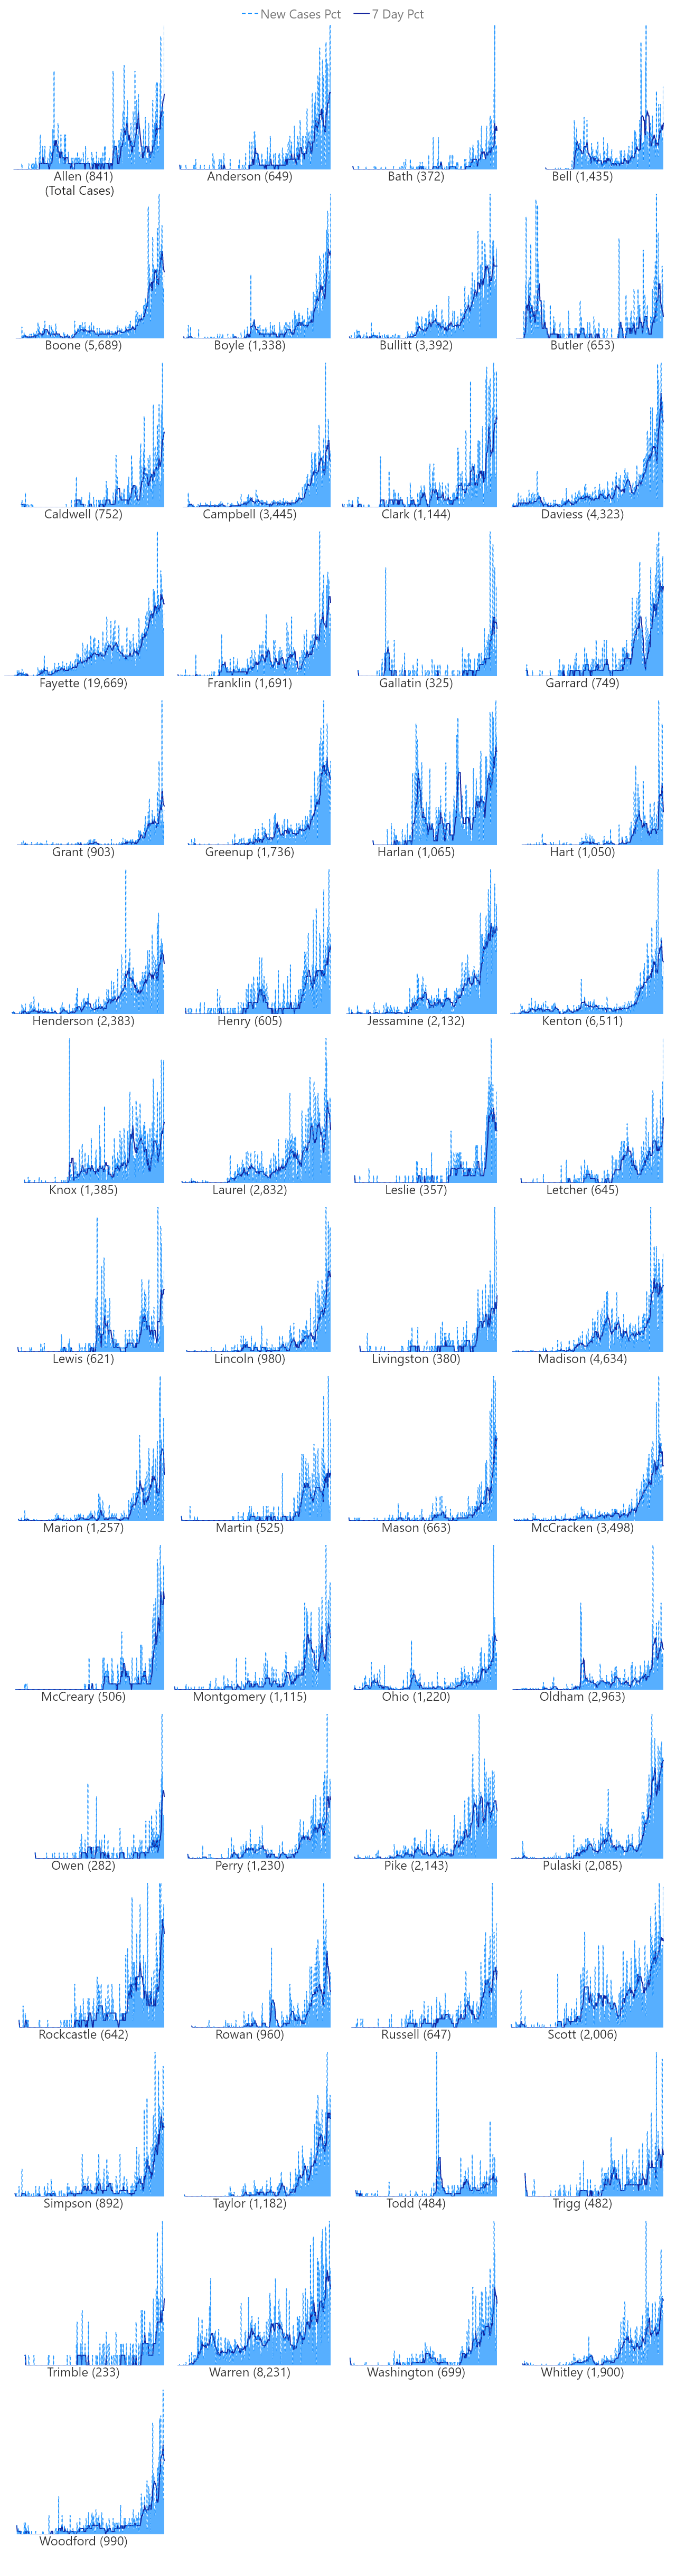 New Cases Pct 7 Day Pct
Allen (841) Anderson (649) Bath (372) Bell (1,435)
(Total Cases)
Boone (5,689) Boyle (1,338) Bullitt (3,392) Butler (653)
Caldwell (752) Campbell (3,445) Clark (1,144) Daviess (4,323)
Fayette (19,669) Franklin (1,691) Gallatin (325) Garrard (749)
Grant (903) Greenup (1,736) Harlan (1,065) Hart (1,050)
Henderson (2,383) Henry (605) Jessamine (2,132) Kenton (6,511)
Knox (1,385) Laurel (2,832) Leslie (357) Letcher (645)
Lewis (621) Lincoln (980) Livingston (380) Madison (4,634)
Marion (1,257) Martin (525) Mason (663) McCracken (3,498)
McCreary (506) Montgomery (1,115) Ohio (1,220) Oldham (2,963)
Owen (282) Perry (1,230) Pike (2,143) Pulaski (2,085)
Rockcastle (642) Rowan (960) Russell (647) Scott (2,006)
Simpson (892) Taylor (1,182) Todd (484) Trigg (482)
Trimble (233) Warren (8,231) Washington (699) Whitley (1,900)
Woodford (990)